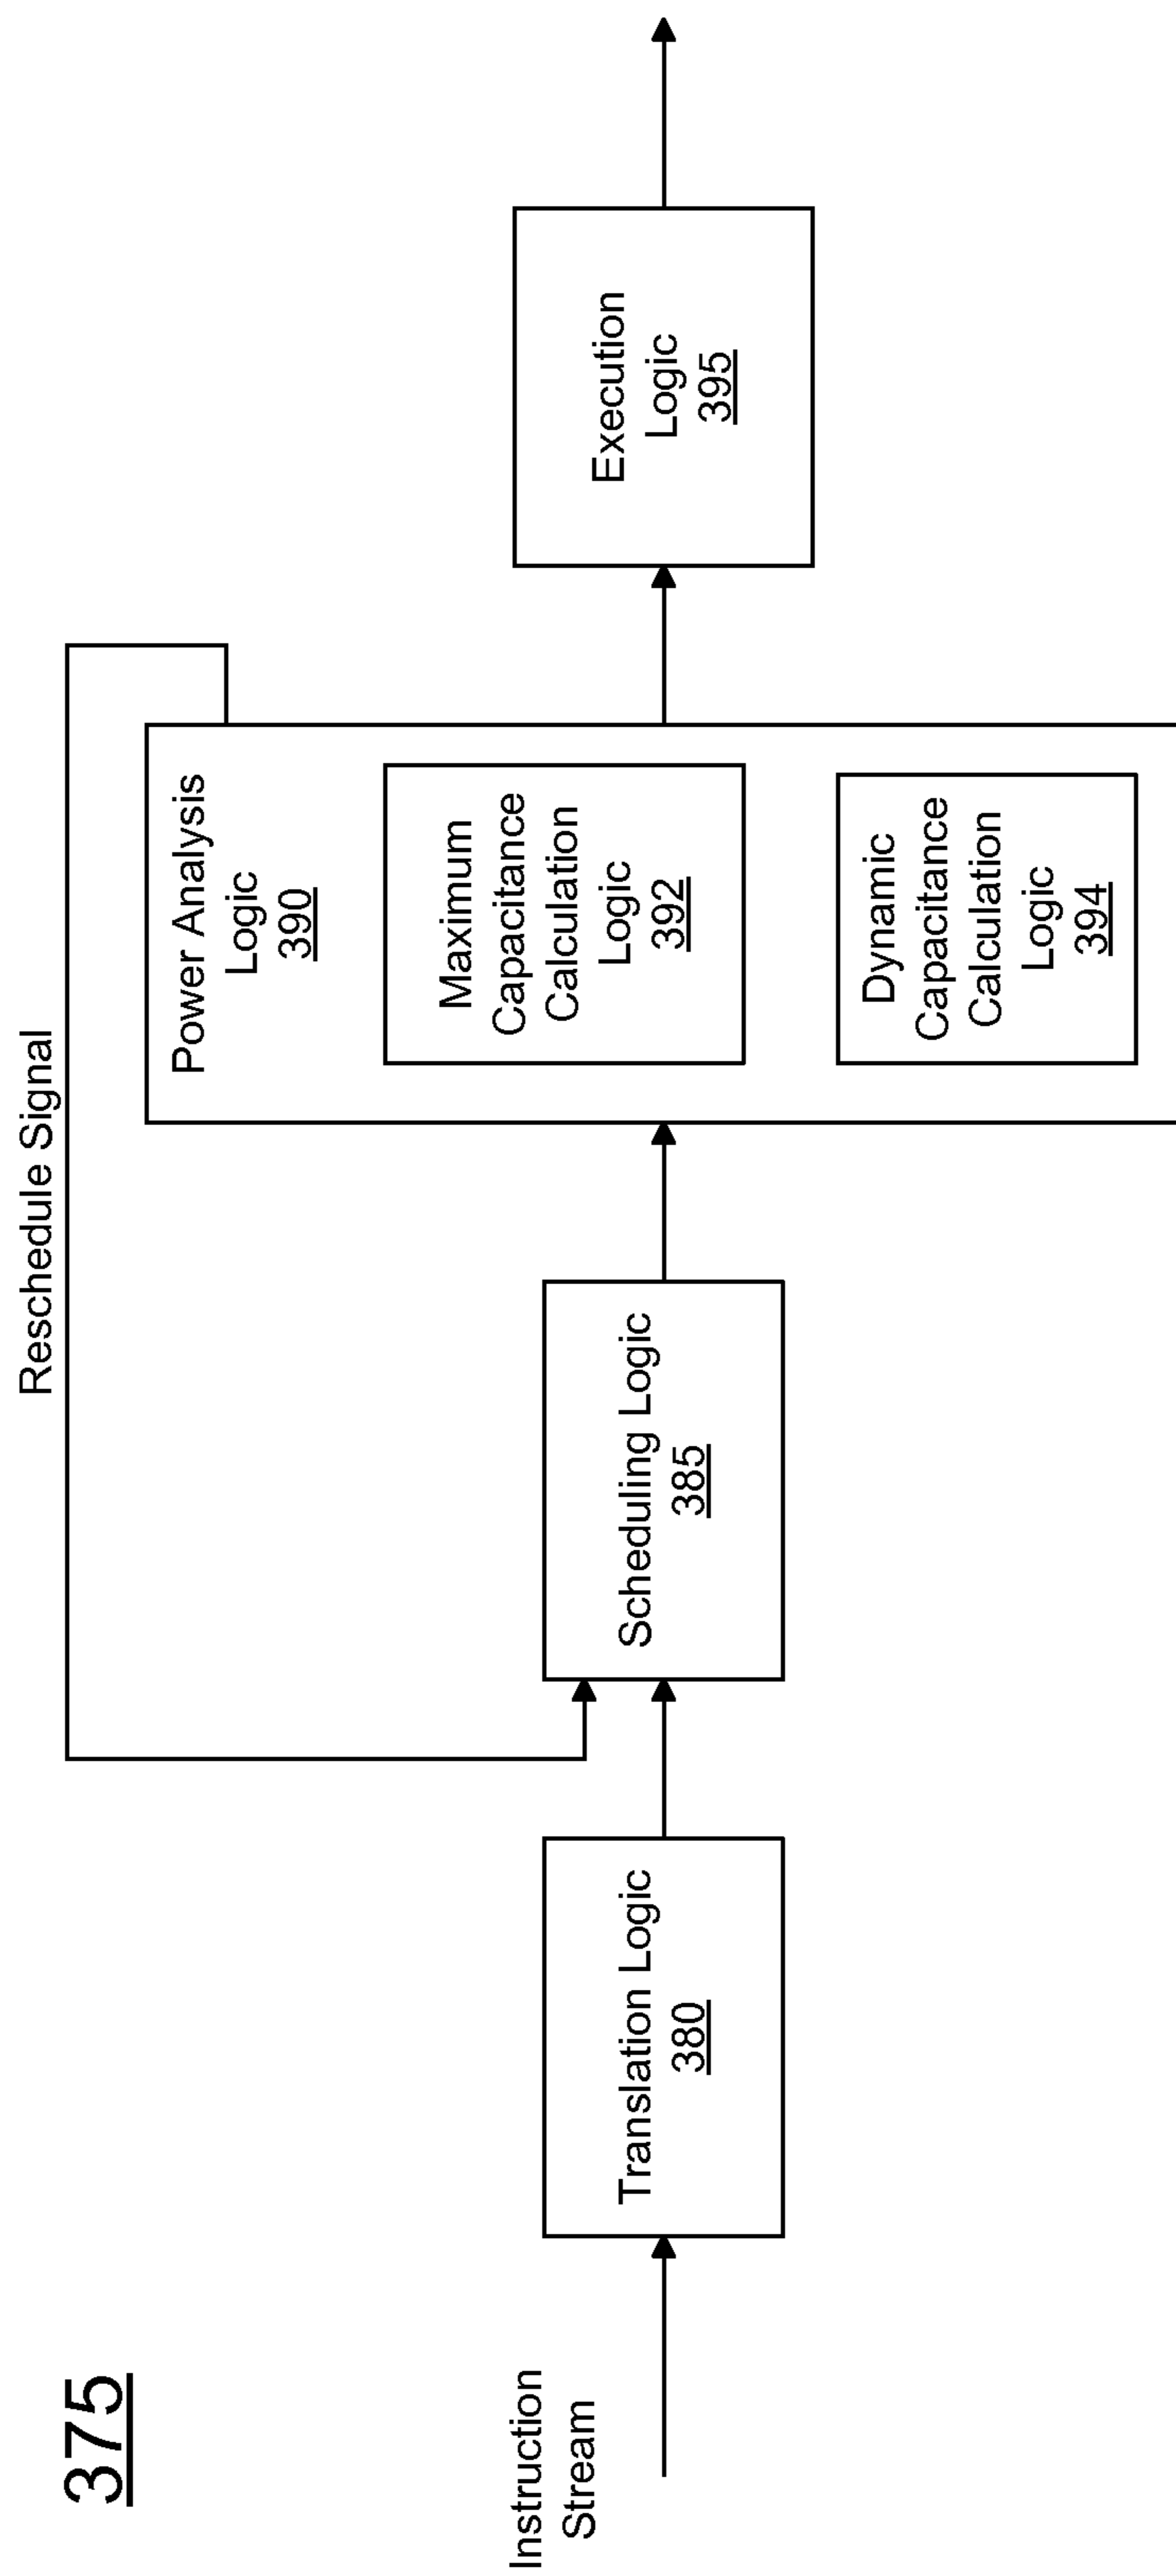 375
Reschedule Signal
Instruction
Stream
Translation Logic
380
Scheduling Logic
385
Power Analysis
Logic
390
Maximum
Capacitance
Calculation
Logic
392
Dynamic
Capacitance
Calculation
Logic
394
Execution
Logic
395